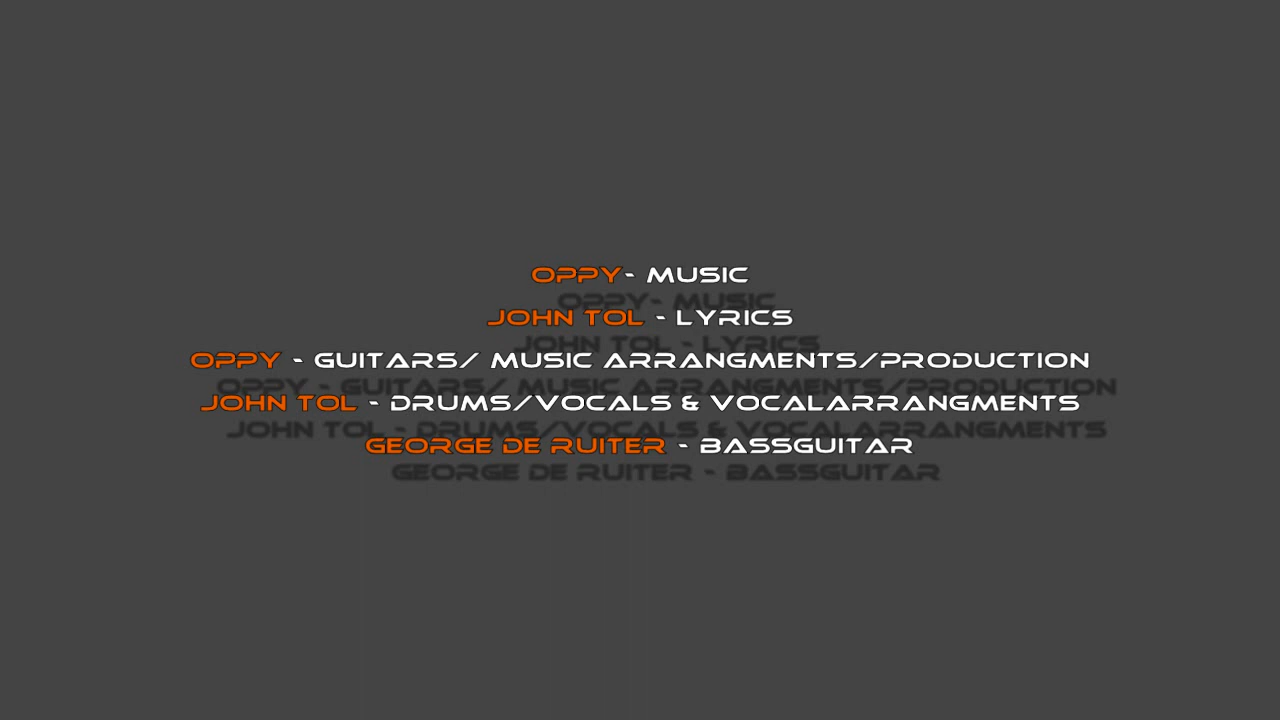 OPPY- MUSIC
JOHN TOL - LYRICS
OPPY - GUITARS/ MUSIC ARRANGMENTS/PRODUCTION
JOHN TOL - DRUMS/VOCALS & VOCALARRANGMENTS
GEORGE DE RUITER - BASSGUITAR